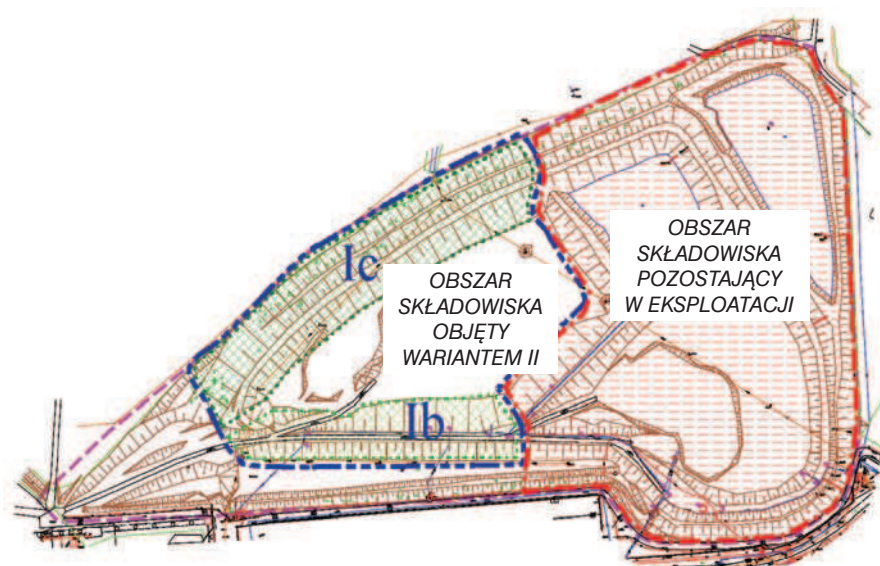 Ic
OBSZAR
SKŁADOWISKA
OBJĘTY
WARIANTEM II
OBSZAR
SKŁADOWISKA
POZOSTAJĄCY
W EKSPLOATACJI
Ib